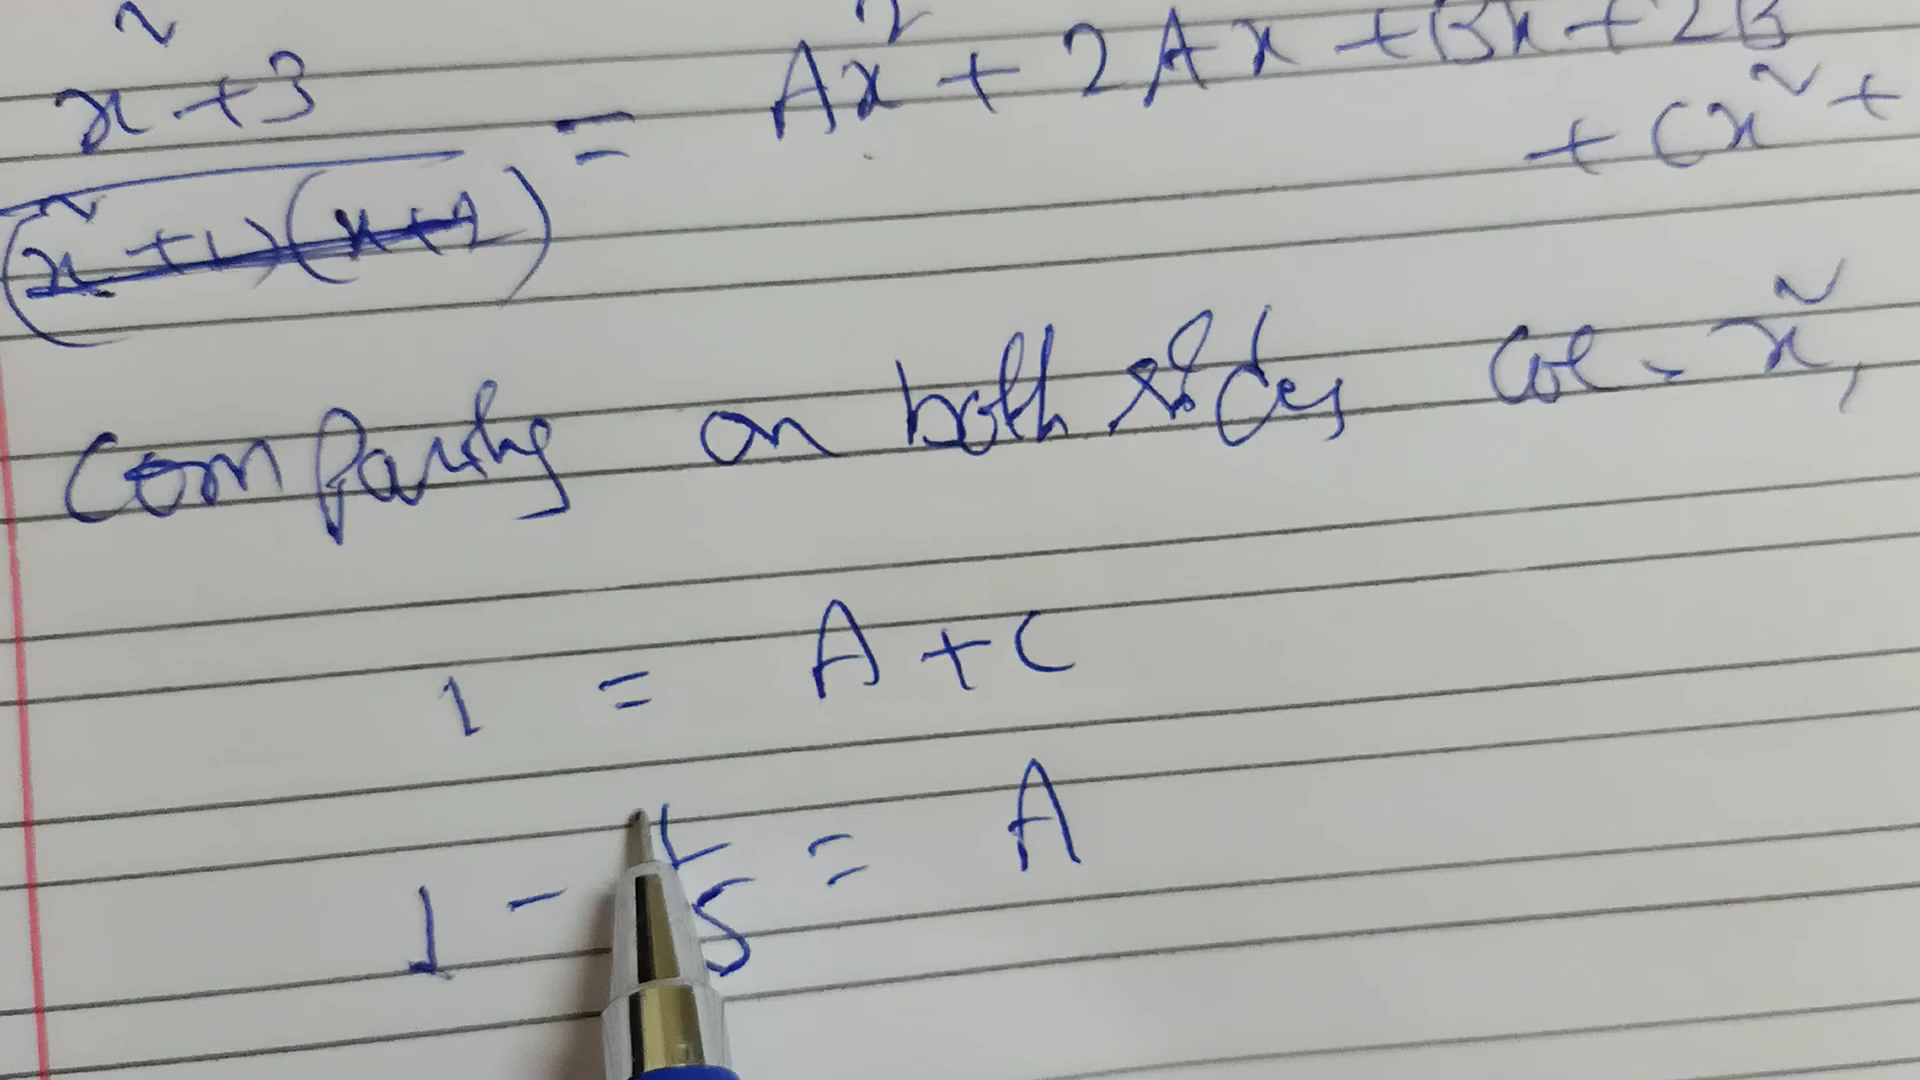 x² + 3 = Ax² + 2Ax + Bx + 2B
+ Cx² +
(x² + 1)(x + 2)
Comparing on both sides coe. x²,
1 = A + C
1 - /5 = A